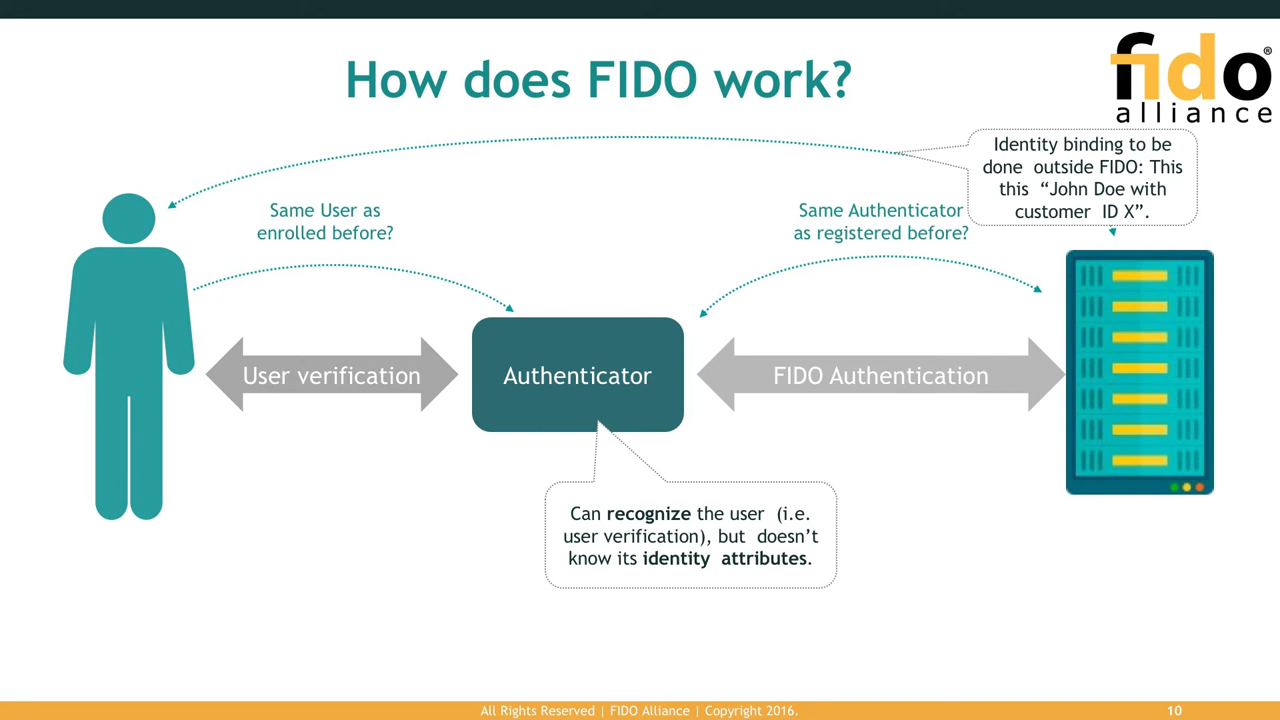 How does FIDO work?
fido
®
alliance
Identity binding to be
done outside FIDO: This
this “John Doe with
customer ID X”.
Same User as
enrolled before?
Same Authenticator
as registered before?
User verification
Authenticator
FIDO Authentication
Can recognize the user (i.e.
user verification), but doesn’t
know its identity attributes.
All Rights Reserved | FIDO Alliance | Copyright 2016.
10